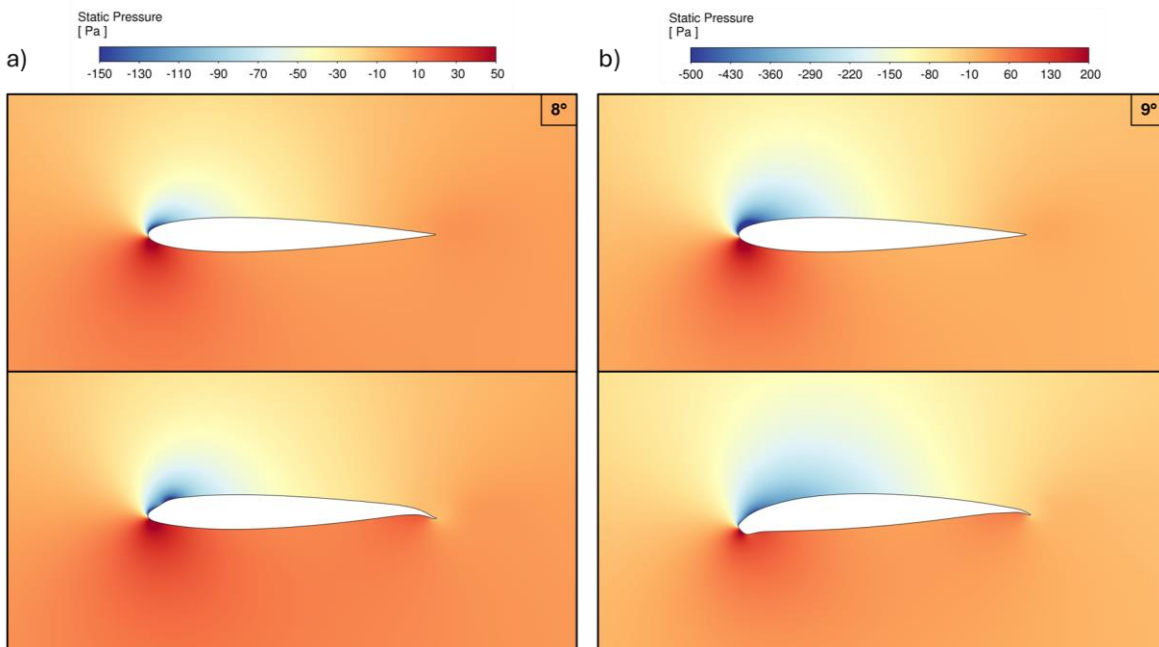 Static Pressure
[ Pa ]
-150 -130 -110 -90 -70 -50 -30 -10 10 30 50
a)
8°
Static Pressure
[ Pa ]
-500 -430 -360 -290 -220 -150 -80 -10 60 130 200
b)
9°